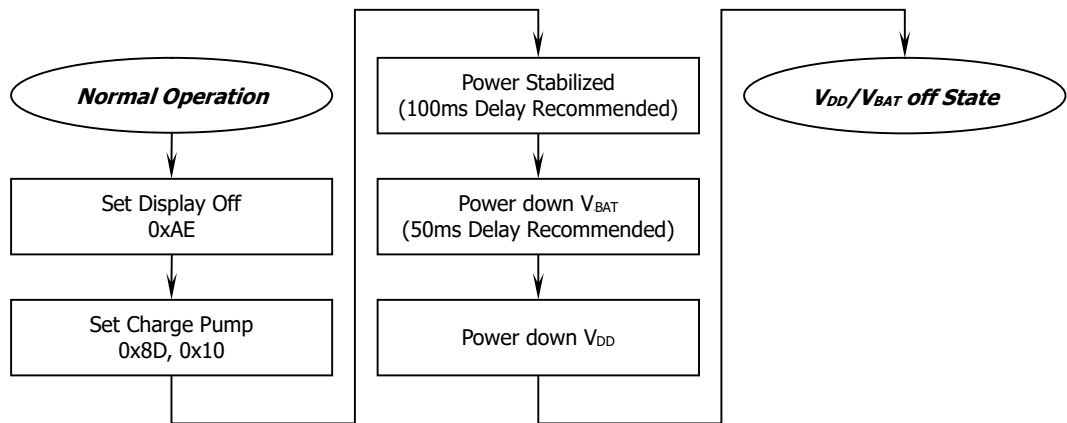 Normal Operation
Set Display Off
0xAE
Set Charge Pump
0x8D, 0x10
Power Stabilized
(100ms Delay Recommended)
Power down VBAT
(50ms Delay Recommended)
Power down VDD
VDD/VBAT off State